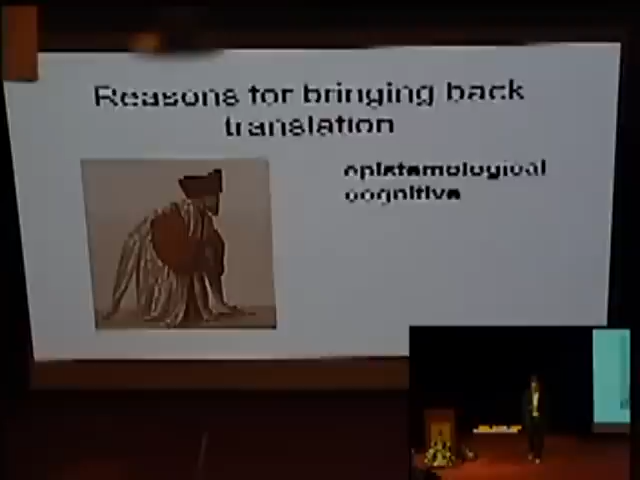 Reasons for bringing back
translation
epistemological
cognitive